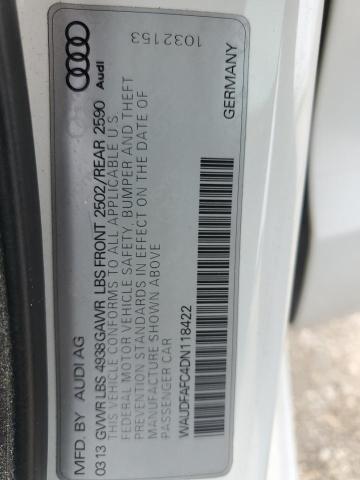 MFD. BY AUDI AG
0313 GVWR LBS 4938 GAWR LBS FRONT 2502/REAR 2590
THIS VEHICLE CONFORMS TO ALL APPLICABLE U.S.
FEDERAL MOTOR VEHICLE SAFETY, BUMPER AND THEFT
PREVENTION STANDARDS IN EFFECT ON THE DATE OF
MANUFACTURE SHOWN ABOVE
PASSENGER CAR
WAUDFAFC4DN118422
Audi
1032153
GERMANY